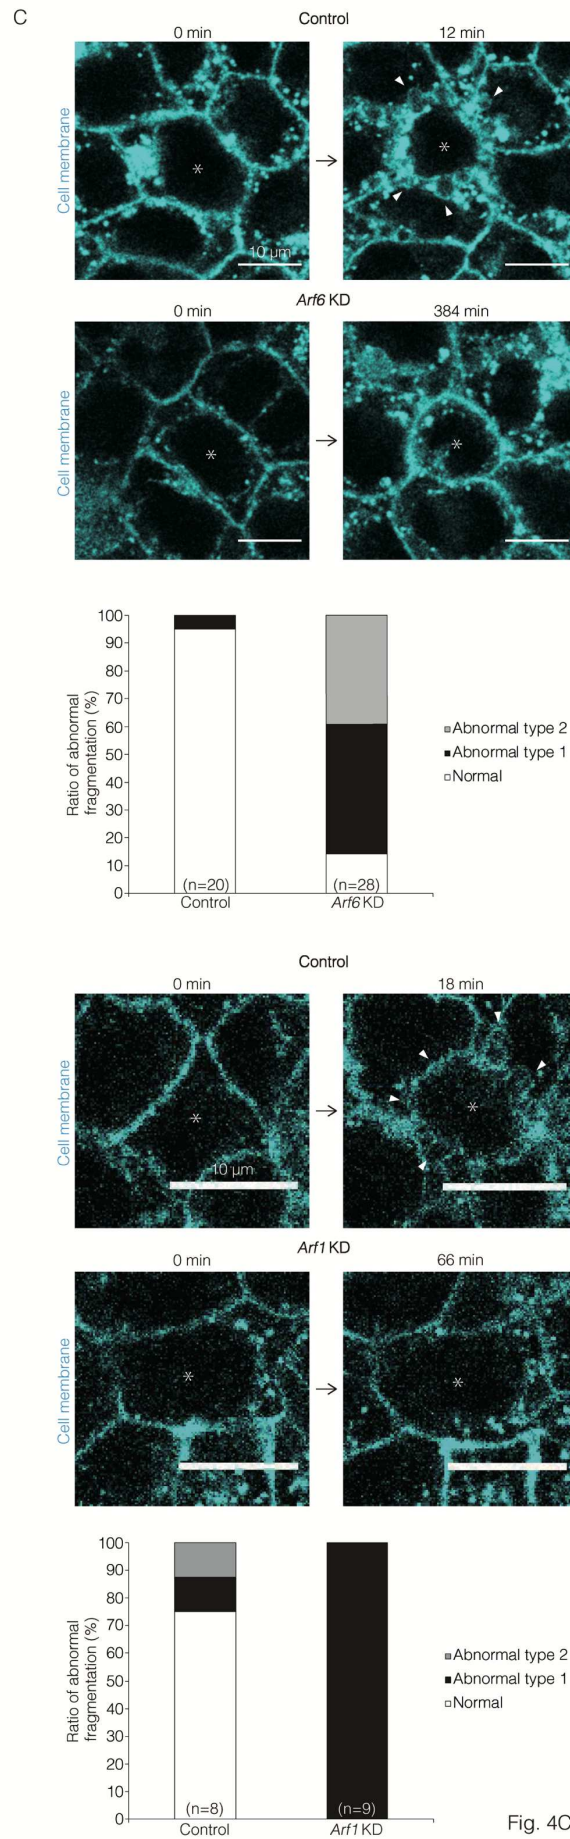 C
Control
0 min
12 min
Cell membrane
*
*
10 µm
Arf6 KD
0 min
384 min
Cell membrane
*
*
Ratio of abnormal
fragmentation (%)
100
90
80
70
60
50
40
30
20
10
0
(n=20)
(n=28)
Control
Arf6 KD
Abnormal type 2
Abnormal type 1
Normal
Control
0 min
18 min
Cell membrane
*
*
10 µm
Arf1 KD
0 min
66 min
Cell membrane
*
*
Ratio of abnormal
fragmentation (%)
100
90
80
70
60
50
40
30
20
10
0
(n=8)
(n=9)
Control
Arf1 KD
Abnormal type 2
Abnormal type 1
Normal
Fig. 4C